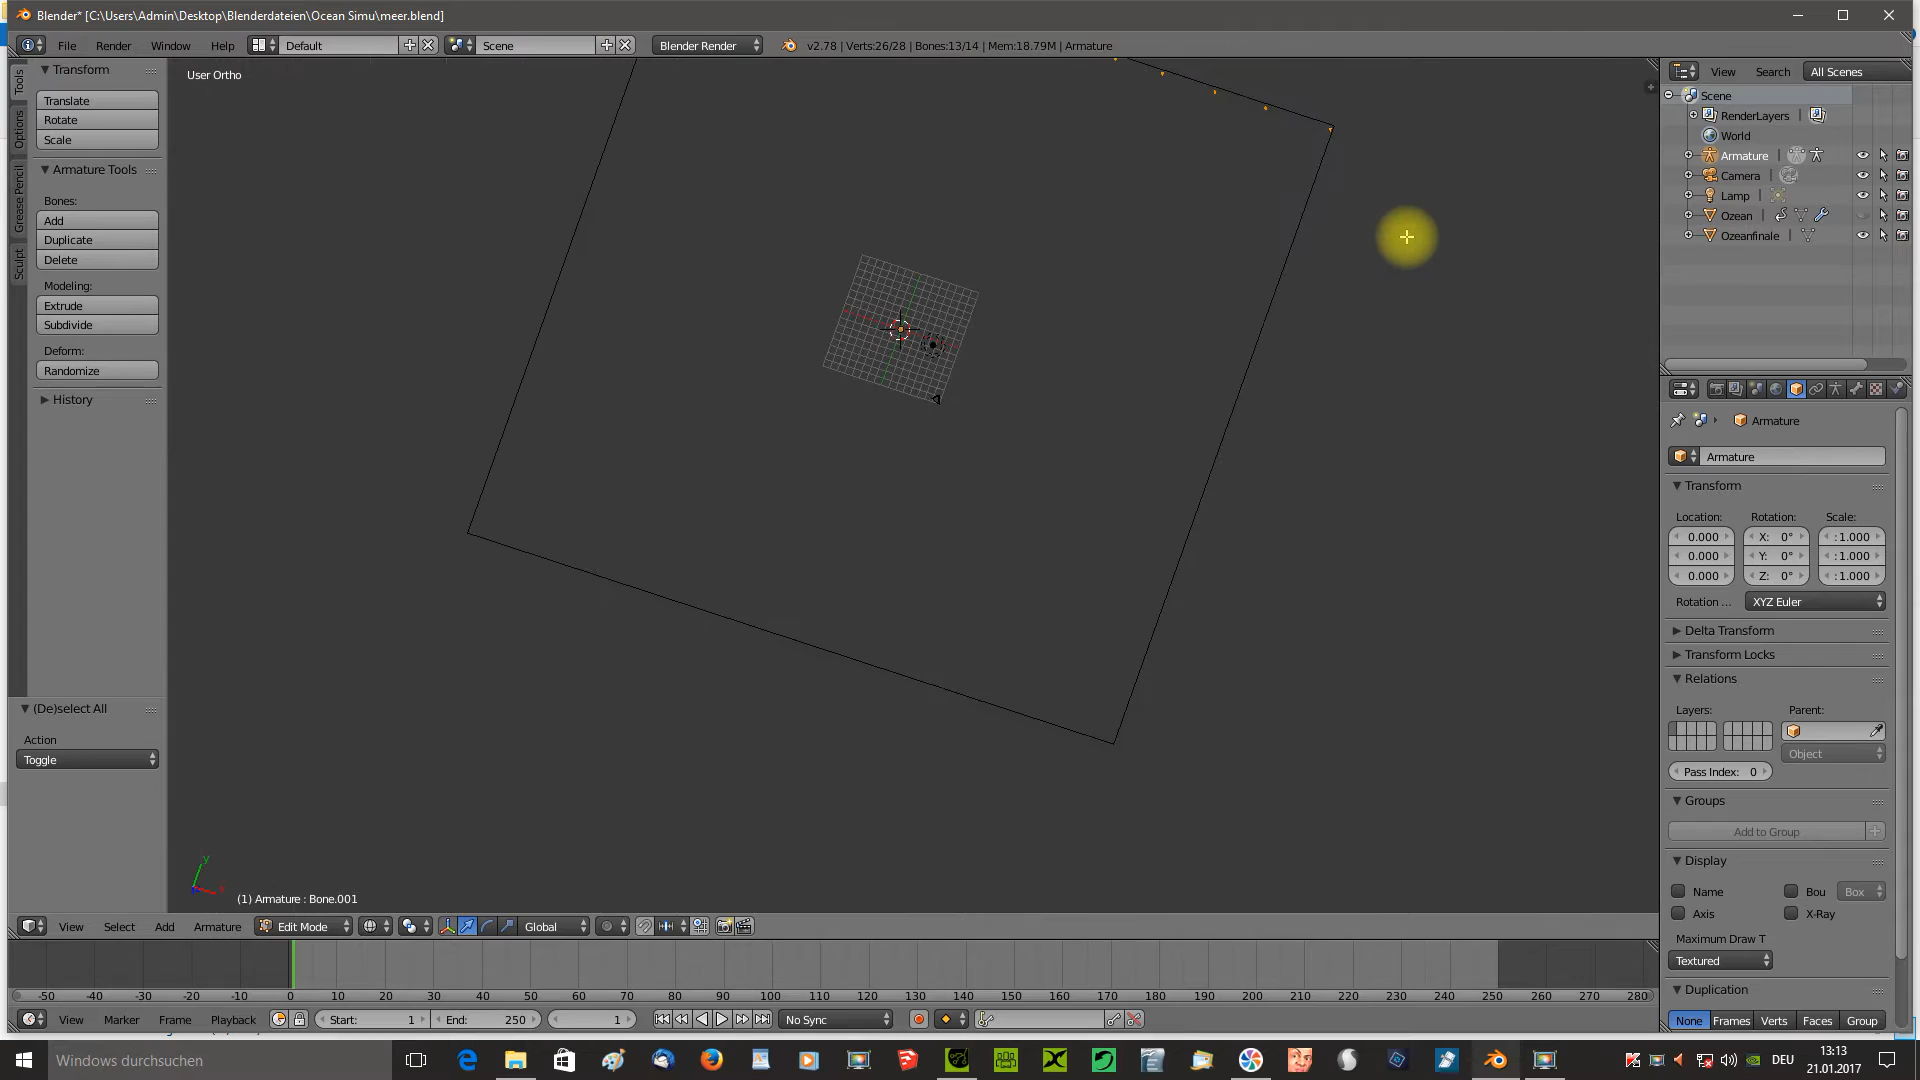 Blender* [C:\Users\Admin\Desktop\Blenderdateien\Ocean Simu\meer.blend]
File Render Window Help Default Scene Blender Render v2.78 | Verts:26/28 | Bones:13/14 | Mem:18.79M | Armature
Tools
Options
Grease Pencil
Sculpt
Transform
Translate
Rotate
Scale
Armature Tools
Bones:
Add
Duplicate
Delete
Modeling:
Extrude
Subdivide
Deform:
Randomize
History
(De)select All
Action
Toggle
User Ortho
y
(1) Armature : Bone.001
View Select Add Armature Edit Mode Global
View Search All Scenes
Scene
RenderLayers |
World
Armature |
Camera |
Lamp |
Ozean |
Ozeanfinale |
Armature
Armature
Transform
Location: Rotation: Scale:
0.000 X: 0° :1.000
0.000 Y: 0° :1.000
0.000 Z: 0° :1.000
Rotation ... XYZ Euler
Delta Transform
Transform Locks
Relations
Layers: Parent:
Object
Pass Index: 0
Groups
Add to Group
Display
Name Bou Box
Axis X-Ray
Maximum Draw T
Textured
Duplication
None Frames Verts Faces Group
-50 -40 -30 -20 -10 0 10 20 30 40 50 60 70 80 90 100 110 120 130 140 150 160 170 180 190 200 210 220 230 240 250 260 270 280
View Marker Frame Playback Start: 1 End: 250 1 No Sync
Windows durchsuchen
DEU
13:13
21.01.2017